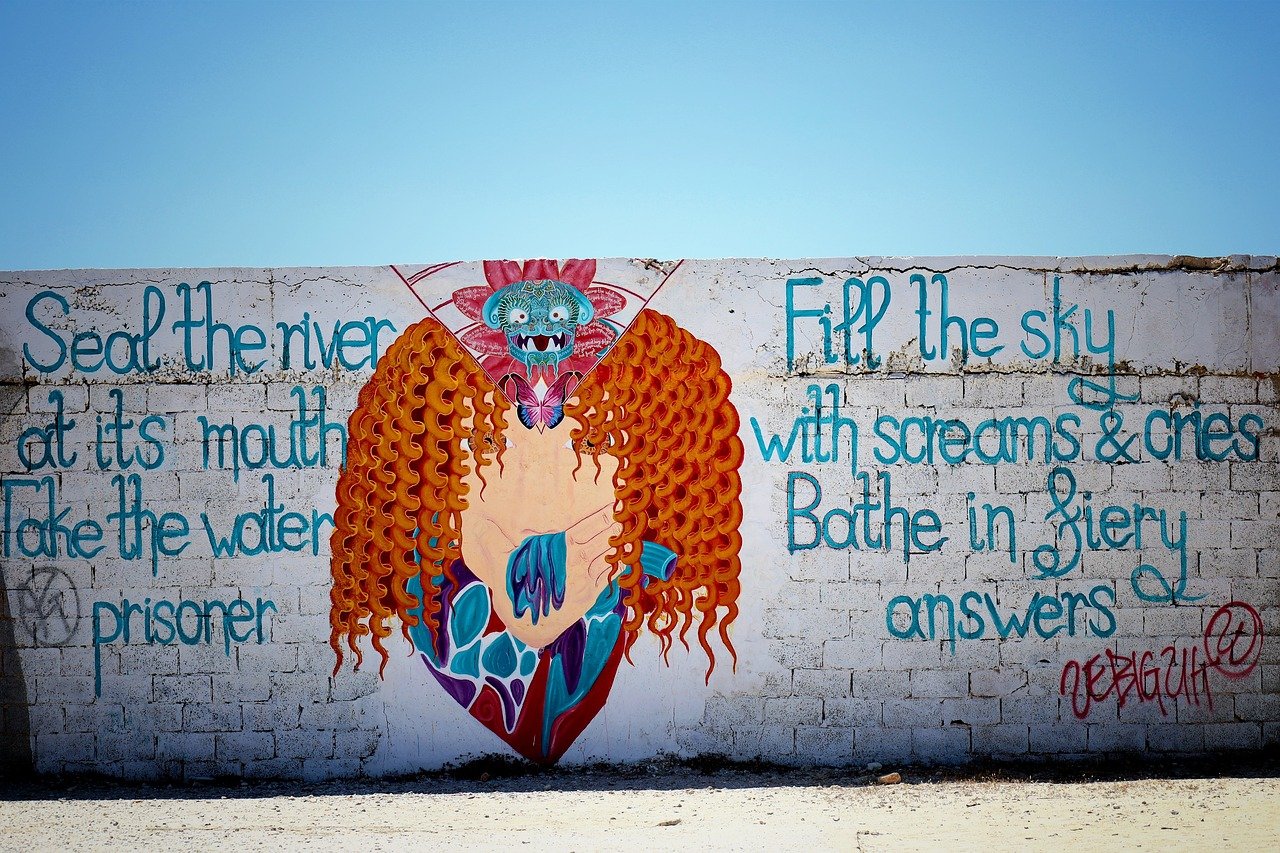 Seal the river
at its mouth
Take the water
prisoner
Fill the sky
with screams & cries
Bathe in fiery
answers